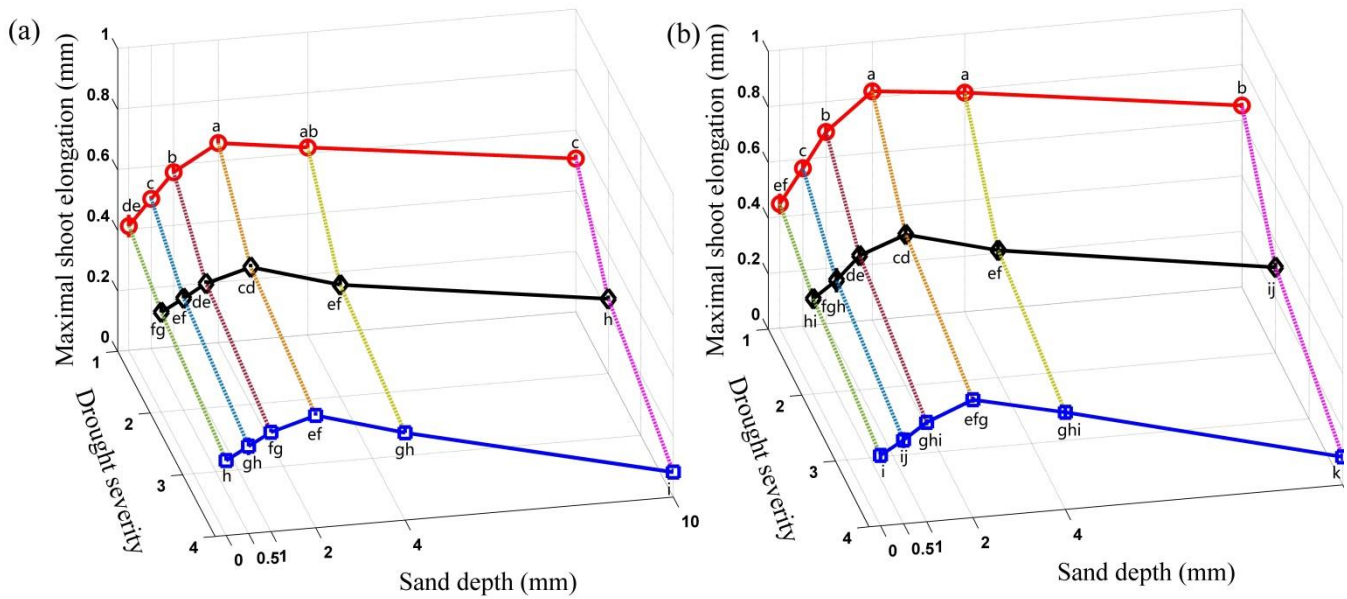 (a)
Maximal shoot elongation (mm)
1
0.8
0.6
0.4
0.2
0
de
c
b
a
ab
c
fg
ef
de
cd
ef
h
h
gh
fg
ef
gh
i
1
2
3
4
Drought severity
0
0.51
2
4
10
Sand depth (mm)
(b)
Maximal shoot elongation (mm)
1
0.8
0.6
0.4
0.2
0
ef
c
b
a
a
b
hi
fgh
de
cd
ef
ij
i
ij
ghi
efg
ghi
k
1
2
3
4
Drought severity
0
0.51
2
4
Sand depth (mm)